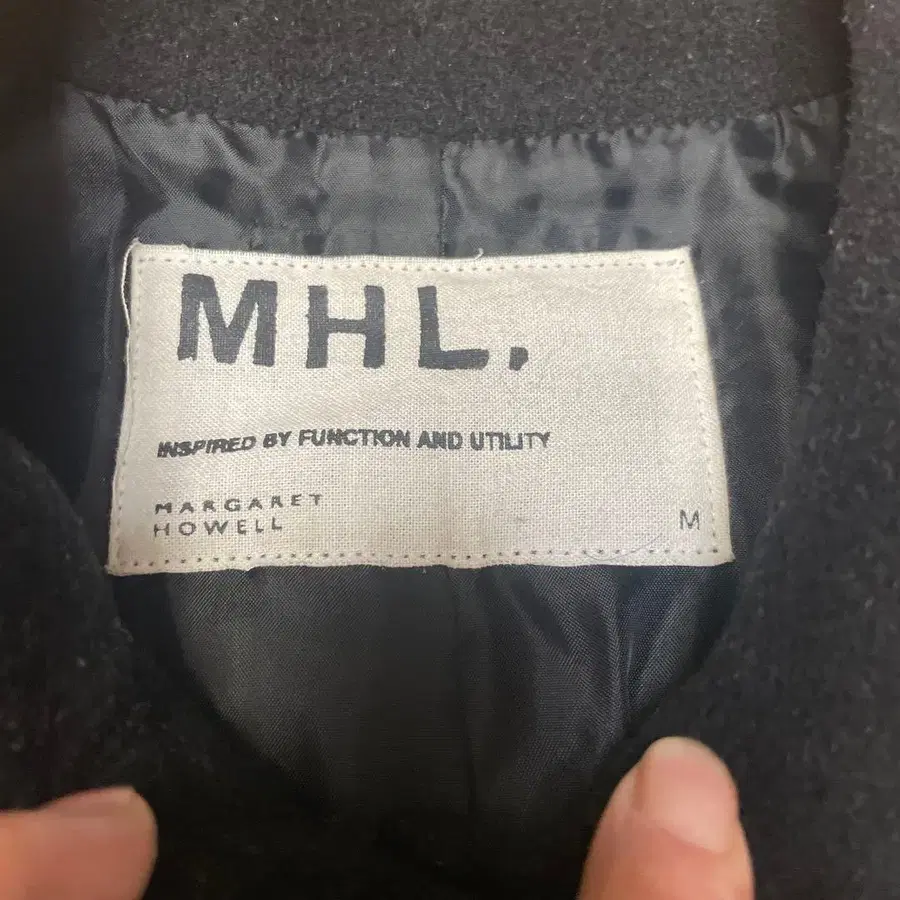 MHL.
INSPIRED BY FUNCTION AND UTILITY
MARGARET
HOWELL
M